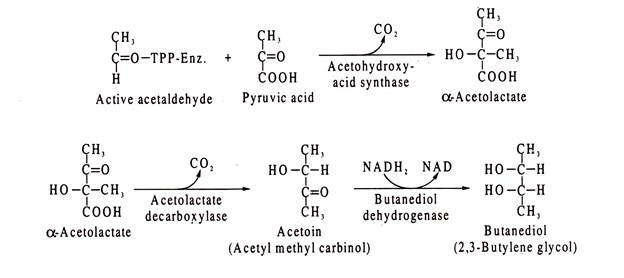 CH₃ CO₂ CH₃
C=O–TPP-Enz. + CH₃ C=O
H C=O HO–C–CH₃
COOH COOH
Active acetaldehyde Pyruvic acid Acetohydroxy-
acid synthase α-Acetolactate
CH₃ CH₃ CH₃
C=O CO₂ HO–C–H NADH₂ NAD HO–C–H
HO–C–CH₃ C=O HO–C–H
COOH Acetolactate CH₃ Butanediol CH₃
α-Acetolactate decarboxylase Acetoin dehydrogenase Butanediol
(Acetyl methyl carbinol) (2,3-Butylene glycol)